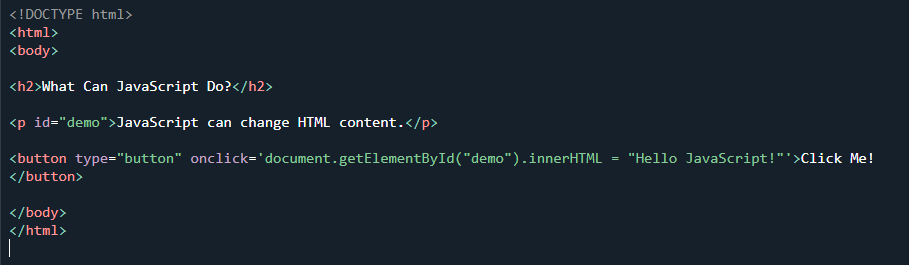 <!DOCTYPE html>
<html>
<body>
<h2>What Can JavaScript Do?</h2>
<p id="demo">JavaScript can change HTML content.</p>
<button type="button" onclick='document.getElementById("demo").innerHTML = "Hello JavaScript!"'>Click Me!
</button>
</body>
</html>